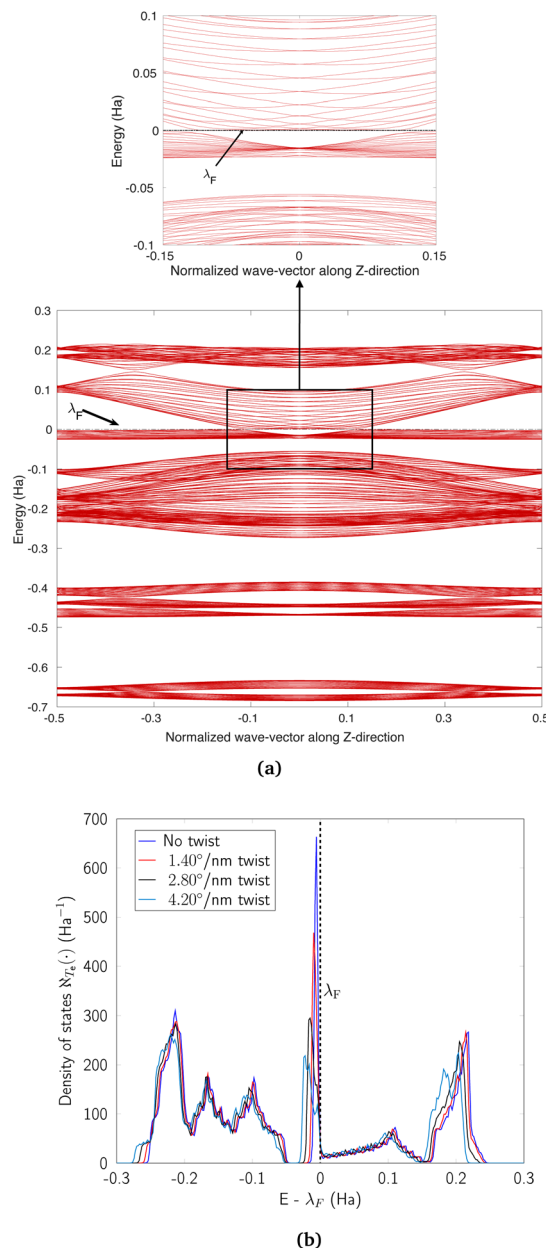 0.1
0.05
0
-0.05
-0.1
Energy (Ha)
λF
-0.15 0 0.15
Normalized wave-vector along Z-direction
0.3
0.2
0.1
0
-0.1
-0.2
-0.3
-0.4
-0.5
-0.6
-0.7
Energy (Ha)
λF
-0.5 -0.3 -0.1 0.1 0.3 0.5
Normalized wave-vector along Z-direction
(a)
700
600
500
400
300
200
100
0
Density of states ℵTe(·) (Ha−1)
No twist
1.40°/nm twist
2.80°/nm twist
4.20°/nm twist
λF
-0.3 -0.2 -0.1 0 0.1 0.2 0.3
E - λF (Ha)
(b)